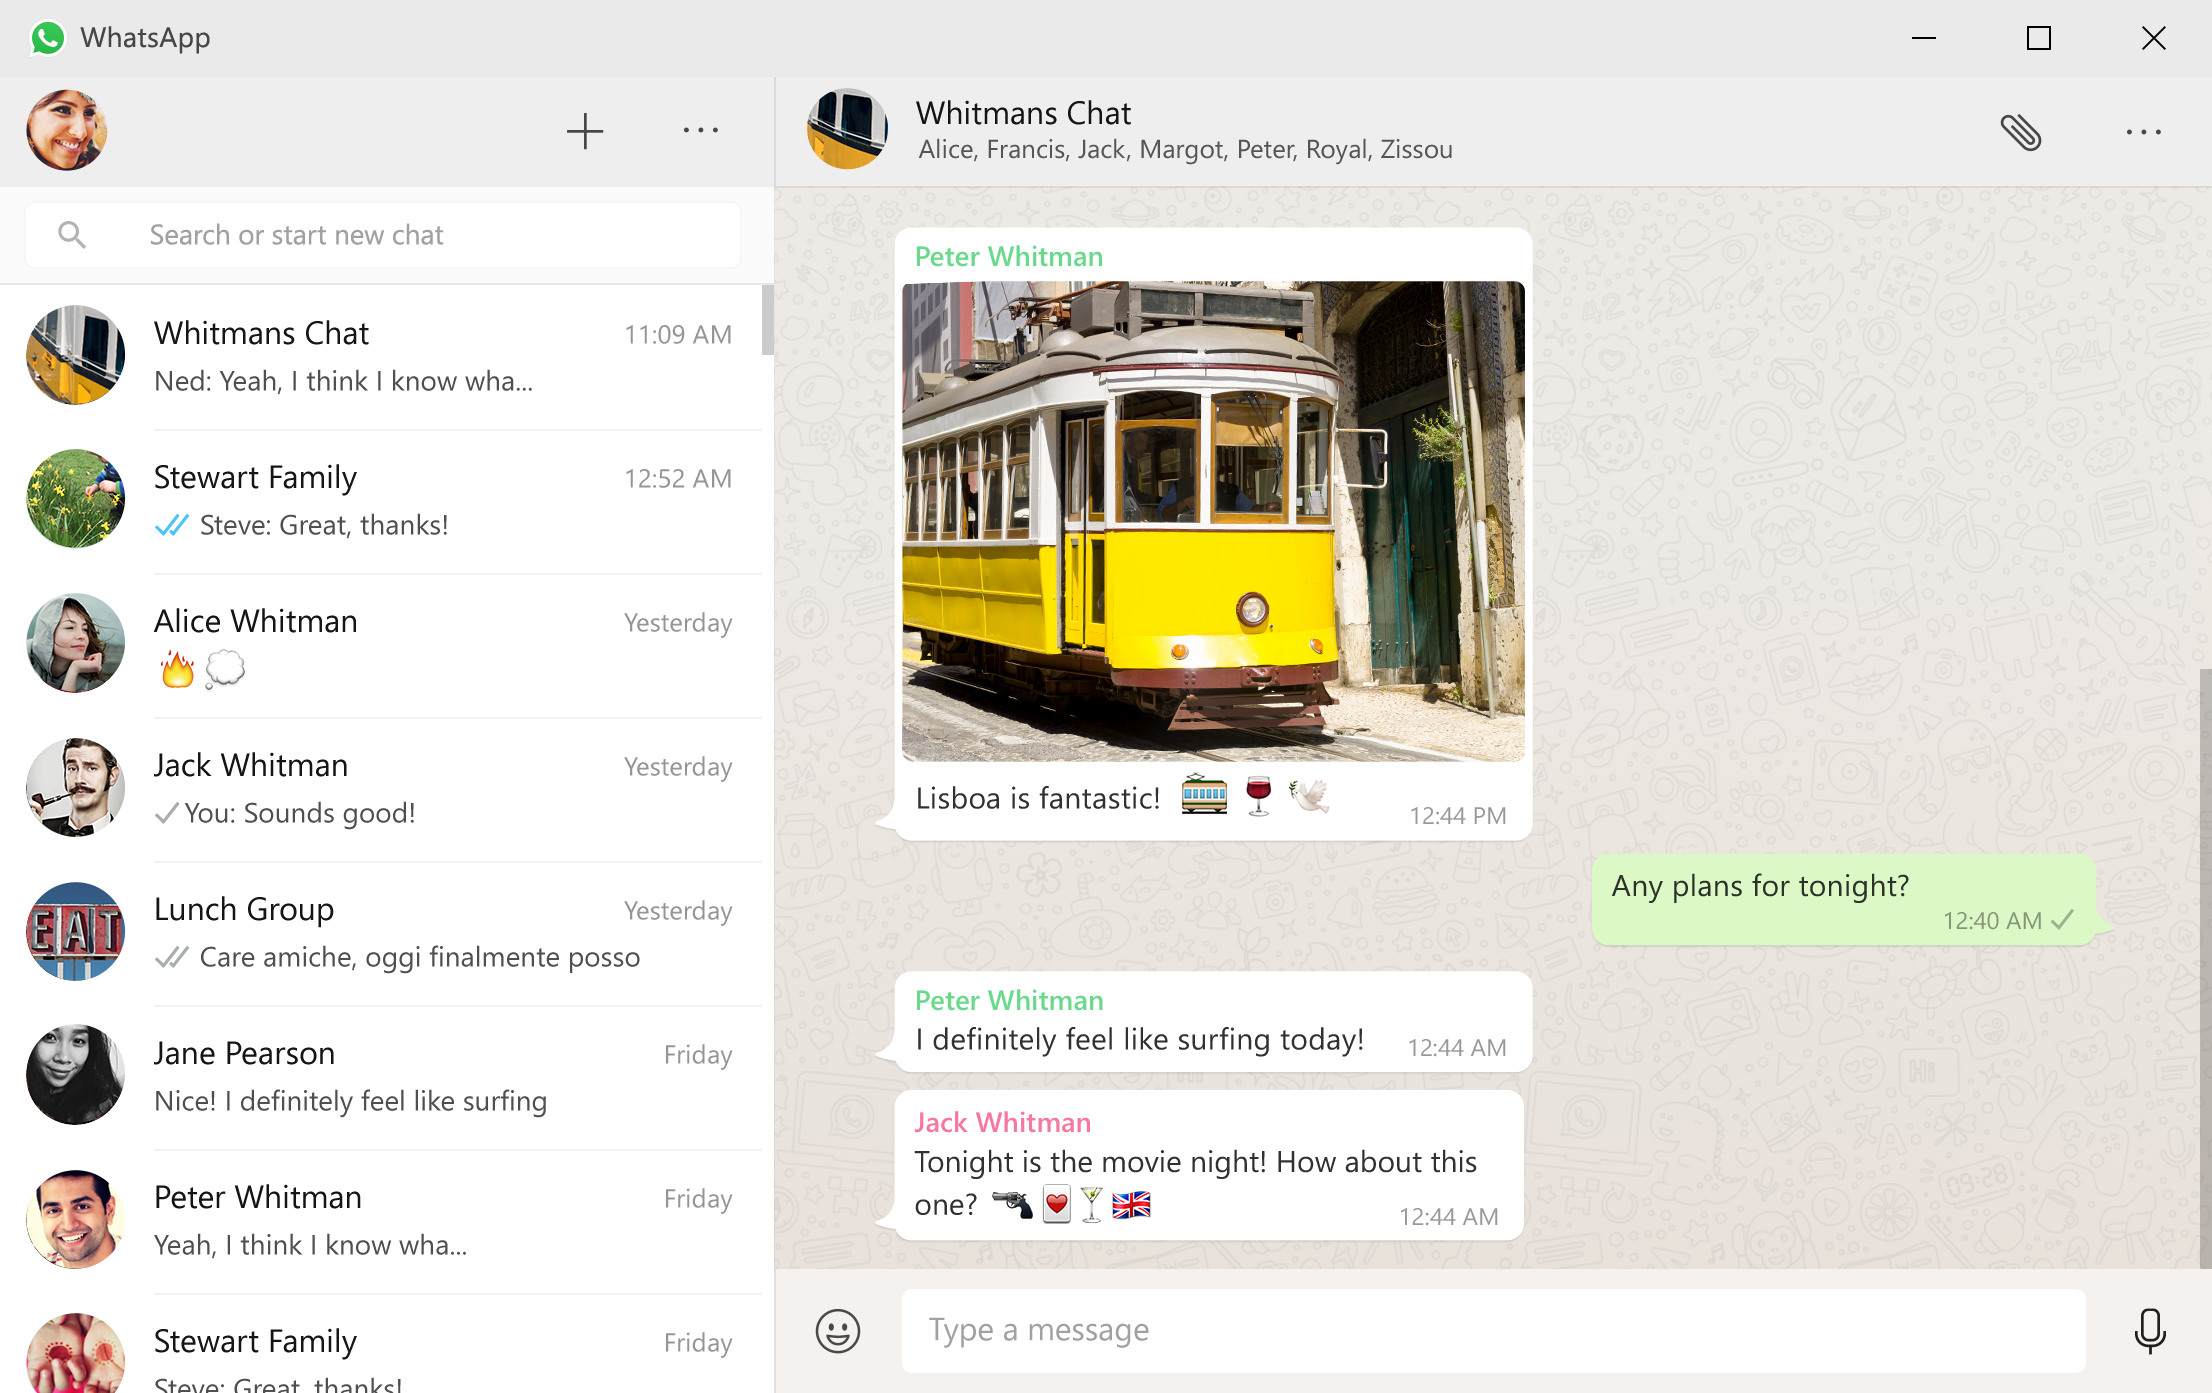 WhatsApp
Search or start new chat
Whitmans Chat
11:09 AM
Ned: Yeah, I think I know wha...
Stewart Family
12:52 AM
Steve: Great, thanks!
Alice Whitman
Yesterday
Jack Whitman
Yesterday
You: Sounds good!
EAT
Lunch Group
Yesterday
Care amiche, oggi finalmente posso
Jane Pearson
Friday
Nice! I definitely feel like surfing
Peter Whitman
Friday
Yeah, I think I know wha...
Stewart Family
Friday
Steve: Great, thanks!
Whitmans Chat
Alice, Francis, Jack, Margot, Peter, Royal, Zissou
Peter Whitman
Lisboa is fantastic!
12:44 PM
Any plans for tonight?
12:40 AM
Peter Whitman
I definitely feel like surfing today!
12:44 AM
Jack Whitman
Tonight is the movie night! How about this
one?
12:44 AM
Type a message